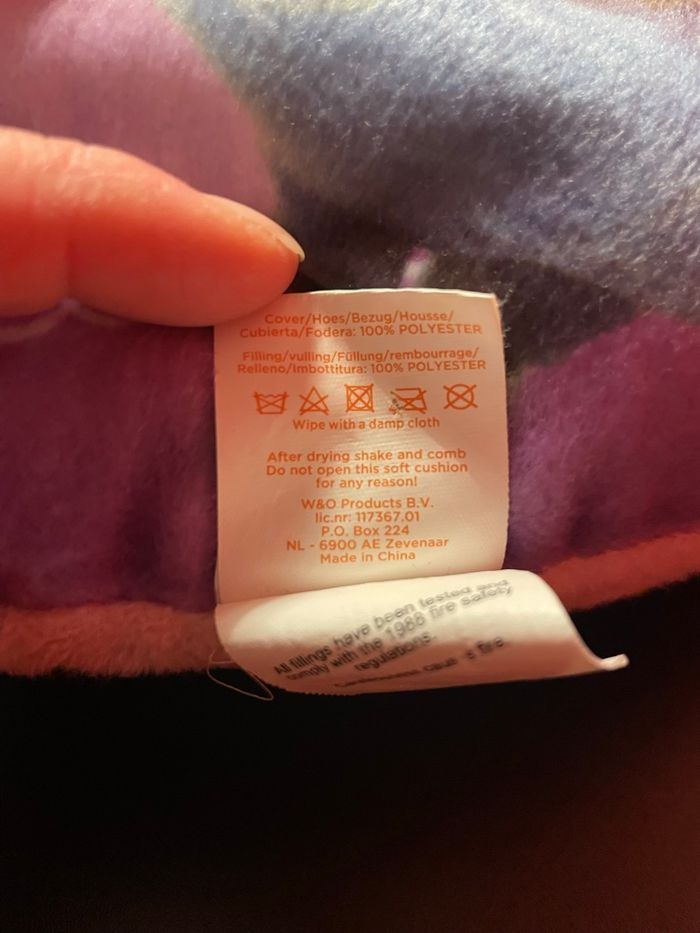 Cover/Hoes/Bezug/Housse/
Cubierta/Fodera: 100% POLYESTER
Filling/vulling/Füllung/rembourrage/
Relleno/Imbottitura: 100% POLYESTER
Wipe with a damp cloth
After drying shake and comb
Do not open this soft cushion
for any reason!
W&O Products B.V.
lic.nr: 117367.01
P.O. Box 224
NL - 6900 AE Zevenaar
Made in China
All fillings have been tested and
comply with the 1988 fire safety
regulations.
fire.